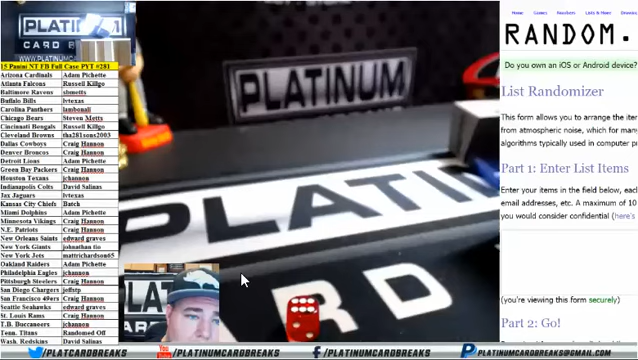 PLATINUM
CARD B
WWW.PLATINUMC
15 Panini NT FB Full Case PYT #281
Arizona Cardinals Adam Pichette
Atlanta Falcons Russell Killgo
Baltimore Ravens sbmetts
Buffalo Bills lvtexas
Carolina Panthers lambonali
Chicago Bears Steven Metts
Cincinnati Bengals Russell Killgo
Cleveland Browns tha281sons2003
Dallas Cowboys Craig Hannon
Denver Broncos Craig Hannon
Detroit Lions Adam Pichette
Green Bay Packers Craig Hannon
Houston Texans jchannon
Indianapolis Colts David Salinas
Jax Jaguars lvtexas
Kansas City Chiefs Batch
Miami Dolphins Adam Pichette
Minnesota Vikings Craig Hannon
N.E. Patriots Craig Hannon
New Orleans Saints edward graves
New York Giants johnathan tio
New York Jets mattrichardson65
Oakland Raiders Adam Pichette
Philadelphia Eagles jchannon
Pittsburgh Steelers Craig Hannon
San Diego Chargers jeffstp
San Francisco 49ers Craig Hannon
Seattle Seahawks edward graves
St. Louis Rams Craig Hannon
T.B. Buccaneers jchannon
Tenn. Titans Randomed Off
Wash. Redskins David Salinas
PLATINUM
PLATI
ARD
Home Games Numbers Lists & More
RANDOM.
Do you own an iOS or Android device?
List Randomizer
This form allows you to arrange the ite
from atmospheric noise, which for many
algorithms typically used in computer p
Part 1: Enter List Items
Enter your items in the field below, each
email addresses, etc. A maximum of 10
you would consider confidential (here's
(you're viewing this form securely)
Part 2: Go!
/PLATCARDBREAKS
You Tube /PLATINUMCARDBREAKS
f /PLATINUMCARDBREAKS
PLATINUMCARDBREAKS@GMAIL.COM